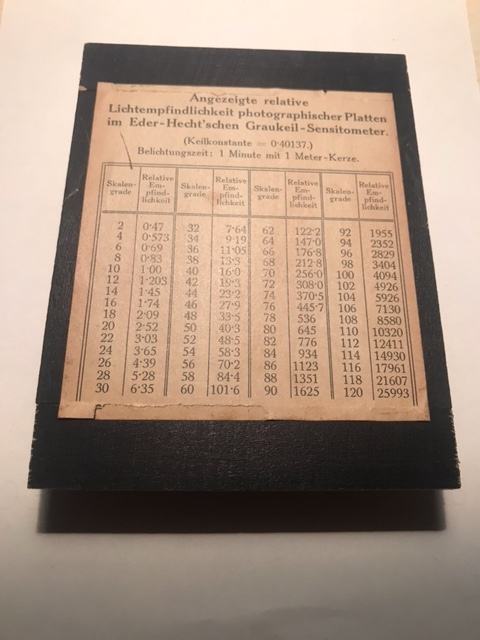 Angezeigte relative
Lichtempfindlichkeit photographischer Platten
im Eder-Hecht'schen Graukeil-Sensitometer.
(Keilkonstante = 0·40137.)
Belichtungszeit: 1 Minute mit 1 Meter-Kerze.
Skalen-grade Relative Em-pfind-lichkeit Skalen-grade Relative Em-pfind-lichkeit Skalen-grade Relative Em-pfind-lichkeit Skalen-grade Relative Em-pfind-lichkeit
2 0·47 32 7·64 62 122·2 92 1955
4 0·573 34 9·19 64 147·0 94 2352
6 0·69 36 11·05 66 176·8 96 2829
8 0·83 38 13·3 68 212·8 98 3404
10 1·00 40 16·0 70 256·0 100 4094
12 1·203 42 19·3 72 308·0 102 4926
14 1·45 44 23·2 74 370·5 104 5926
16 1·74 46 27·9 76 445·7 106 7130
18 2·09 48 33·5 78 536 108 8580
20 2·52 50 40·3 80 645 110 10320
22 3·03 52 48·5 82 776 112 12411
24 3·65 54 58·3 84 934 114 14930
26 4·39 56 70·2 86 1123 116 17961
28 5·28 58 84·4 88 1351 118 21607
30 6·35 60 101·6 90 1625 120 25993